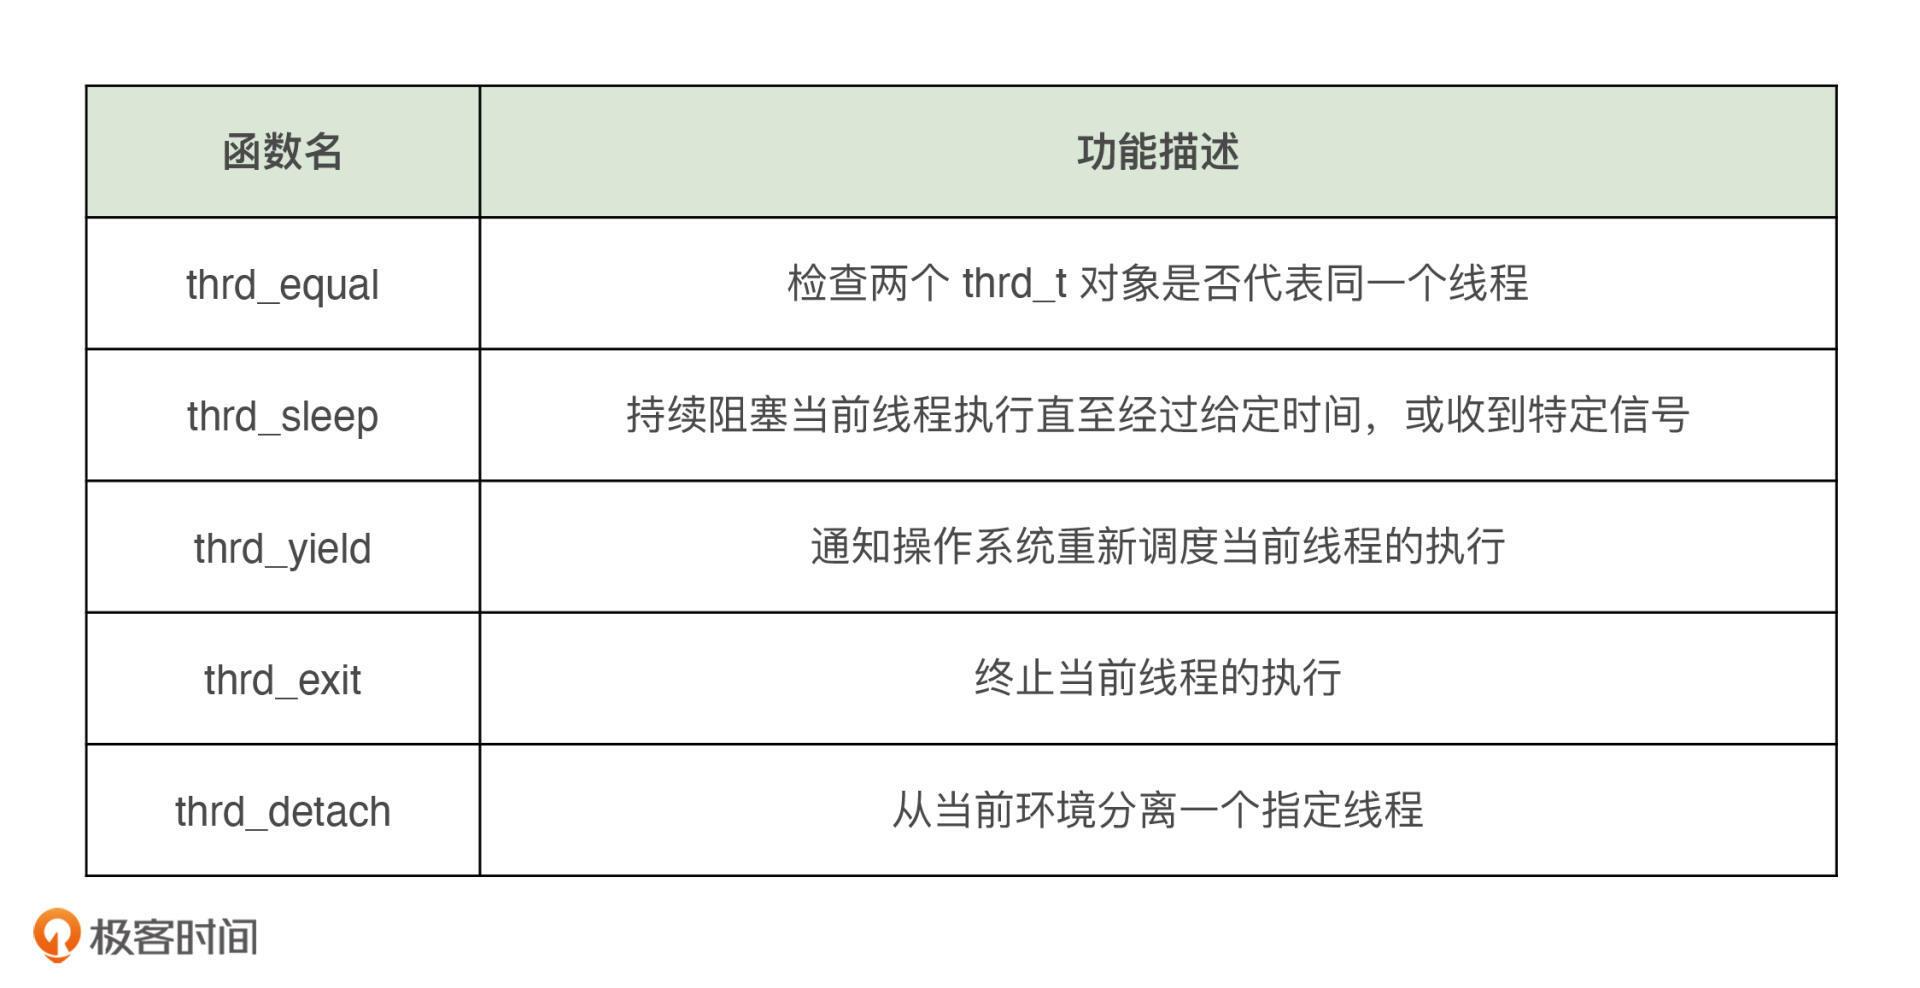 函数名 功能描述
thrd_equal 检查两个 thrd_t 对象是否代表同一个线程
thrd_sleep 持续阻塞当前线程执行直至经过给定时间，或收到特定信号
thrd_yield 通知操作系统重新调度当前线程的执行
thrd_exit 终止当前线程的执行
thrd_detach 从当前环境分离一个指定线程
极客时间